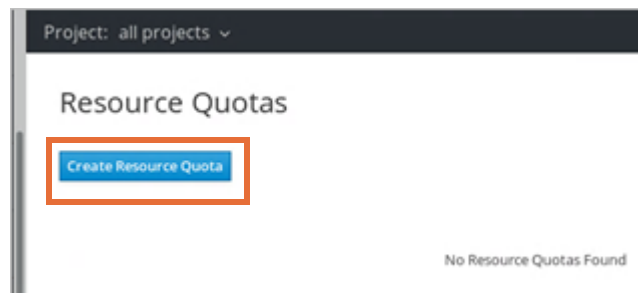 Project: all projects
Resource Quotas
Create Resource Quota
No Resource Quotas Found